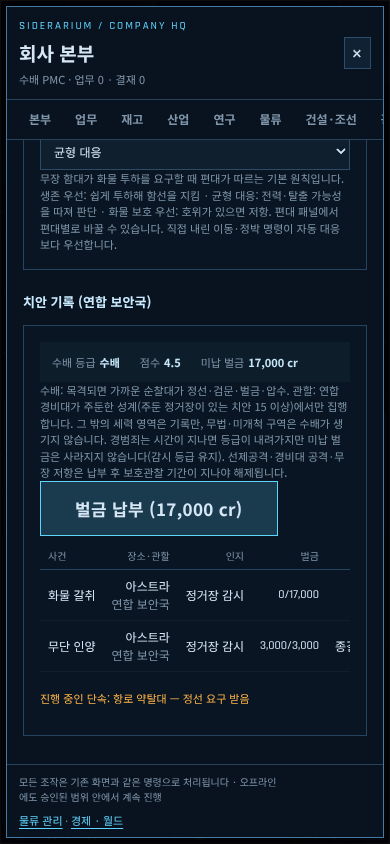 SIDERARIUM / COMPANY HQ
회사 본부
수배 PMC · 업무 0 · 결재 0
×
본부 업무 재고 산업 연구 물류 건설·조선
균형 대응
무장 함대가 화물 투하를 요구할 때 편대가 따르는 기본 원칙입니다.
생존 우선: 쉽게 투하해 함선을 지킴 · 균형 대응: 전력·탈출 가능성
을 따져 판단 · 화물 보호 우선: 호위가 있으면 저항. 편대 패널에서
편대별로 바꿀 수 있습니다. 직접 내린 이동·정박 명령이 자동 대응
보다 우선합니다.
치안 기록 (연합 보안국)
수배 등급 수배 점수 4.5 미납 벌금 17,000 cr
수배: 목격되면 가까운 순찰대가 정선·검문·벌금·압수. 관할: 연합
경비대가 주둔한 성계(주둔 정거장이 있는 치안 15 이상)에서만 집행
합니다. 그 밖의 세력 영역은 기록만, 무법·미개척 구역은 수배가 생
기지 않습니다. 경범죄는 시간이 지나면 등급이 내려가지만 미납 벌
금은 사라지지 않습니다(감시 등급 유지). 선제공격·경비대 공격·무
장 저항은 납부 후 보호관찰 기간이 지나야 해제됩니다.
벌금 납부 (17,000 cr)
사건 장소·관할 인지 벌금
화물 갈취 아스트라 정거장 감시 0/17,000
연합 보안국
무단 인양 아스트라 정거장 감시 3,000/3,000
연합 보안국
진행 중인 단속: 항로 약탈대 — 정선 요구 받음
모든 조작은 기존 화면과 같은 명령으로 처리됩니다 · 오프라인
에도 승인된 범위 안에서 계속 진행
물류 관리 · 경제 · 월드